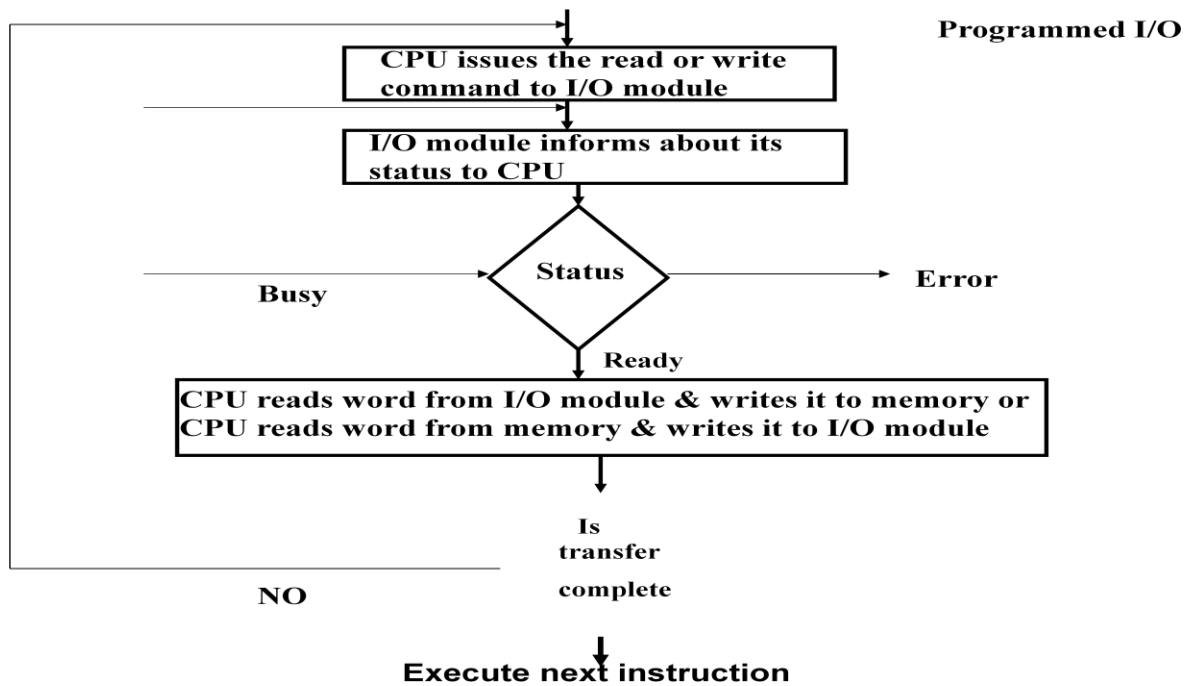 Programmed I/O
CPU issues the read or write
command to I/O module
I/O module informs about its
status to CPU
Status
Busy
Error
Ready
CPU reads word from I/O module & writes it to memory or
CPU reads word from memory & writes it to I/O module
Is
transfer
complete
NO
Execute next instruction